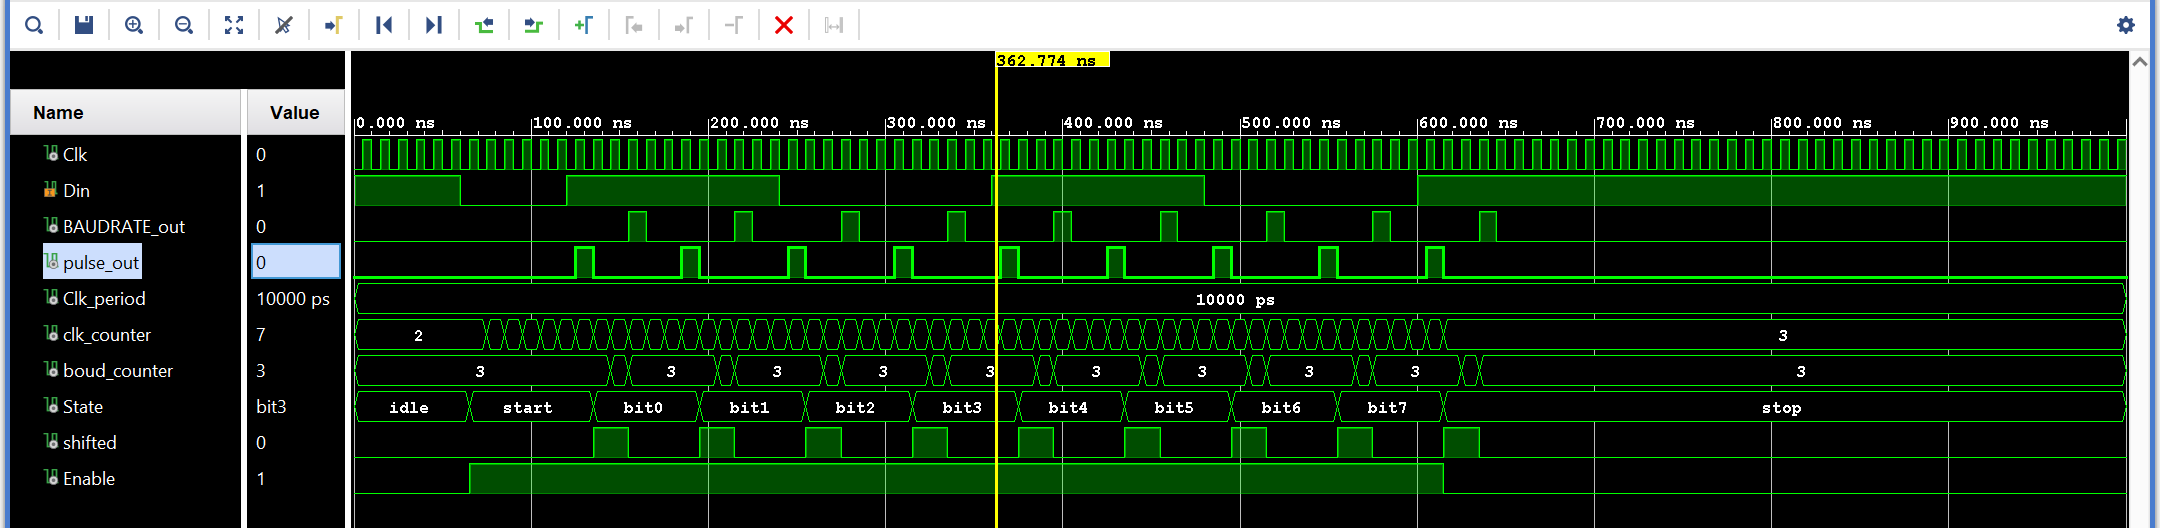 362.774 ns
Name Value
0.000 ns 100.000 ns 200.000 ns 300.000 ns 400.000 ns 500.000 ns 600.000 ns 700.000 ns 800.000 ns 900.000 ns
Clk 0
Din 1
BAUDRATE_out 0
pulse_out 0
Clk_period 10000 ps 10000 ps
clk_counter 7 2 3
boud_counter 3 3 3 3 3 3 3 3 3 3 3
State bit3 idle start bit0 bit1 bit2 bit3 bit4 bit5 bit6 bit7 stop
shifted 0
Enable 1